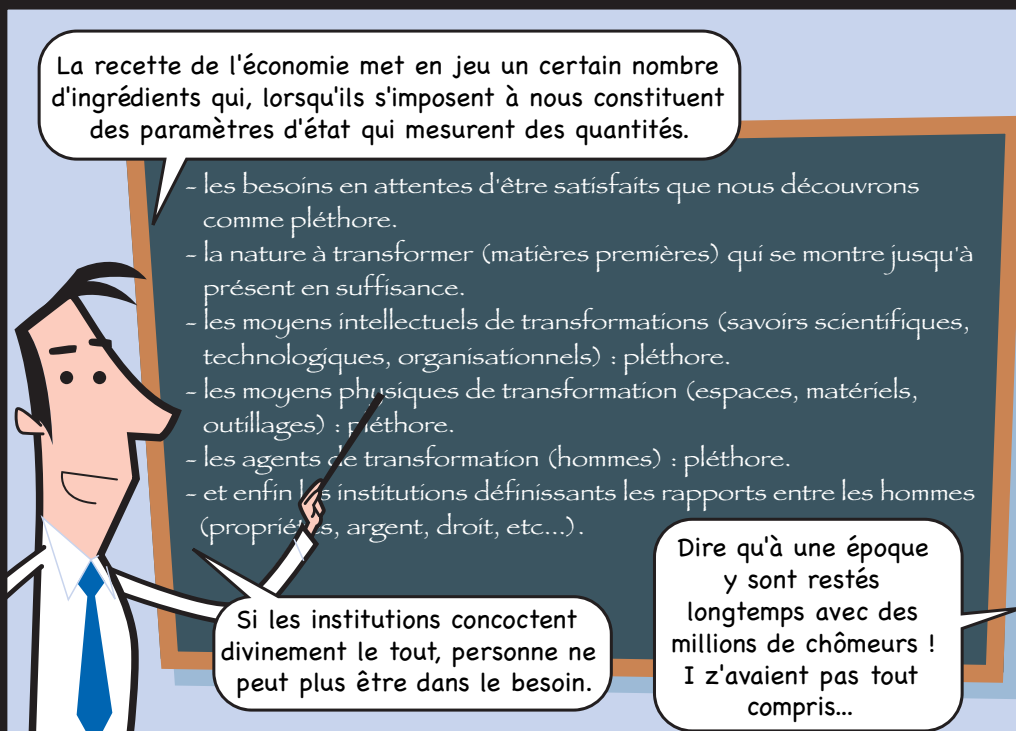 La recette de l'économie met en jeu un certain nombre
d'ingrédients qui, lorsqu'ils s'imposent à nous constituent
des paramètres d'état qui mesurent des quantités.
- les besoins en attentes d'être satisfaits que nous découvrons
comme pléthore.
- la nature à transformer (matières premières) qui se montre jusqu'à
présent en suffisance.
- les moyens intellectuels de transformations (savoirs scientifiques,
technologiques, organisationnels) : pléthore.
- les moyens physiques de transformation (espaces, matériels,
outillages) : pléthore.
- les agents de transformation (hommes) : pléthore.
- et enfin les institutions définissants les rapports entre les hommes
(propriétés, argent, droit, etc...).
Si les institutions concoctent
divinement le tout, personne ne
peut plus être dans le besoin.
Dire qu'à une époque
y sont restés
longtemps avec des
millions de chômeurs !
I z'avaient pas tout
compris...